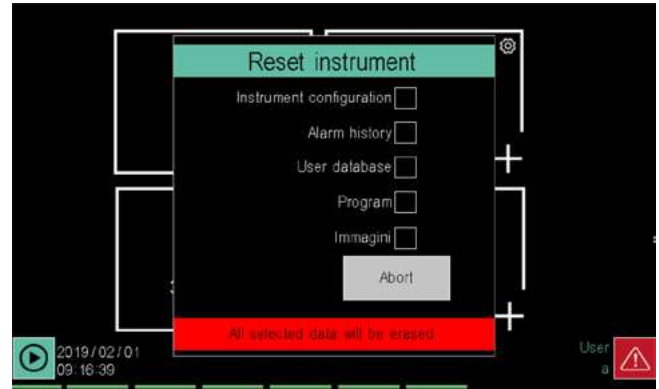 Reset instrument
Instrument configuration
Alarm history
User database
Program
Immagini
Abort
All selected data will be erased
2019/02/01
09:16:39
User
a